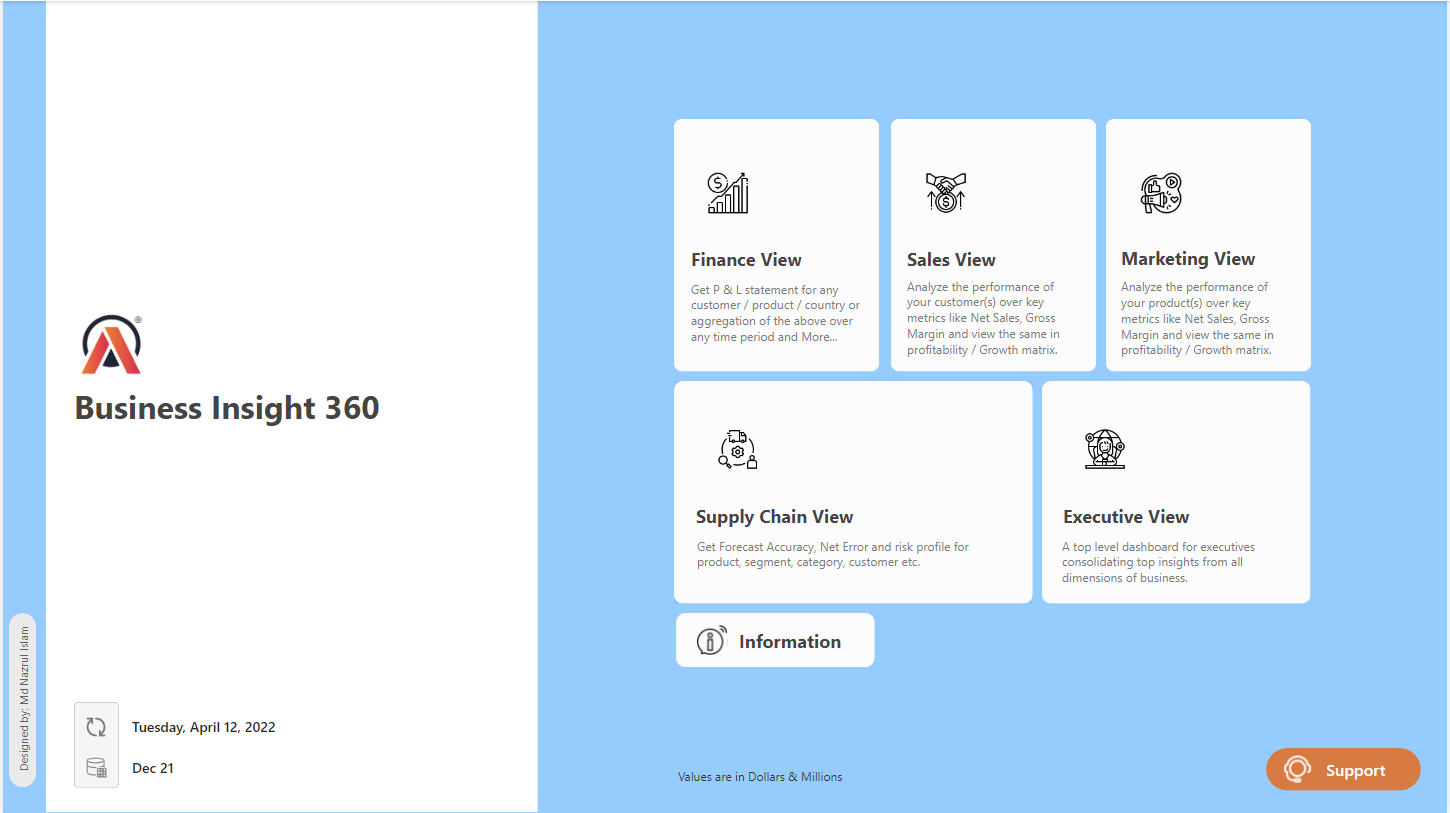 ®
Business Insight 360
Designed by: Md Nazrul Islam
Tuesday, April 12, 2022
Dec 21
Finance View
Get P & L statement for any
customer / product / country or
aggregation of the above over
any time period and More...
Sales View
Analyze the performance of
your customer(s) over key
metrics like Net Sales, Gross
Margin and view the same in
profitability / Growth matrix.
Marketing View
Analyze the performance of
your product(s) over key
metrics like Net Sales, Gross
Margin and view the same in
profitability / Growth matrix.
Supply Chain View
Get Forecast Accuracy, Net Error and risk profile for
product, segment, category, customer etc.
Executive View
A top level dashboard for executives
consolidating top insights from all
dimensions of business.
Information
Values are in Dollars & Millions
Support